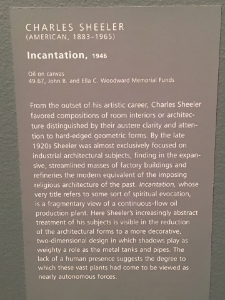 CHARLES SHEELER
(AMERICAN, 1883–1965)
Incantation, 1946
Oil on canvas
49.67, John B. and Ella C. Woodward Memorial Funds
From the outset of his artistic career, Charles Sheeler
favored compositions of room interiors or architec-
ture distinguished by their austere clarity and atten-
tion to hard-edged geometric forms. By the late
1920s Sheeler was almost exclusively focused on
industrial architectural subjects, finding in the expan-
sive, streamlined masses of factory buildings and
refineries the modern equivalent of the imposing
religious architecture of the past. Incantation, whose
very title refers to some sort of spiritual evocation,
is a fragmentary view of a continuous-flow oil
production plant. Here Sheeler's increasingly abstract
treatment of his subjects is visible in the reduction
of the architectural forms to a more decorative,
two-dimensional design in which shadows play as
weighty a role as the metal tanks and pipes. The
lack of a human presence suggests the degree to
which these vast plants had come to be viewed as
nearly autonomous forces.